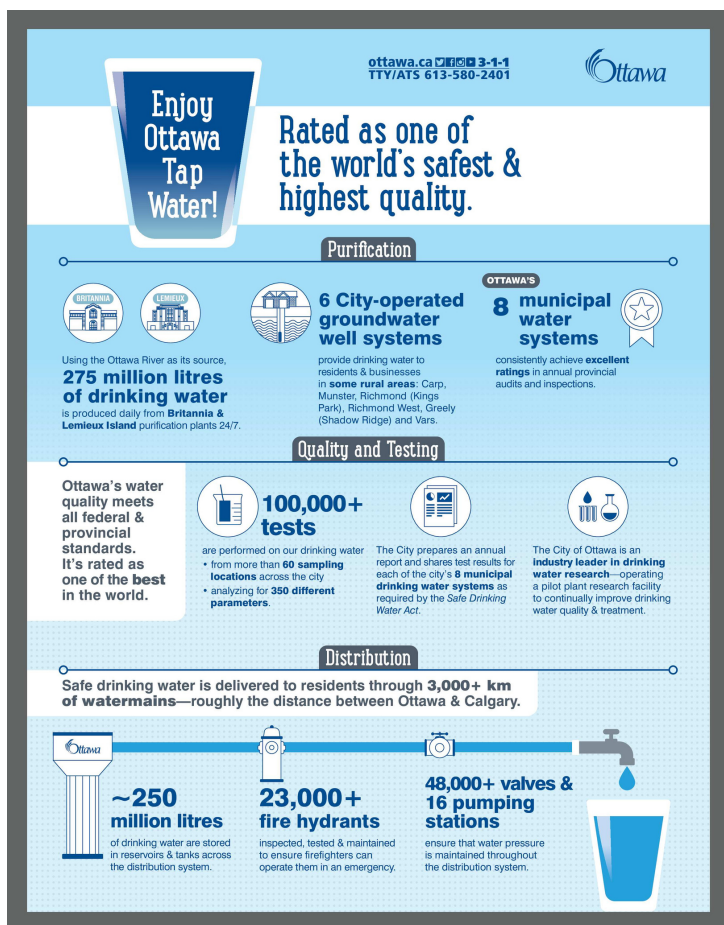 ottawa.ca 3-1-1
TTY/ATS 613-580-2401
Ottawa
Enjoy
Ottawa
Tap
Water!
Rated as one of
the world's safest &
highest quality.
Purification
BRITANNIA
LEMIEUX
Using the Ottawa River as its source,
275 million litres
of drinking water
is produced daily from Britannia &
Lemieux Island purification plants 24/7.
6 City-operated
groundwater
well systems
provide drinking water to
residents & businesses
in some rural areas: Carp,
Munster, Richmond (Kings
Park), Richmond West, Greely
(Shadow Ridge) and Vars.
OTTAWA'S
8 municipal
water
systems
consistently achieve excellent
ratings in annual provincial
audits and inspections.
Quality and Testing
Ottawa's water
quality meets
all federal &
provincial
standards.
It's rated as
one of the best
in the world.
100,000+
tests
are performed on our drinking water
• from more than 60 sampling
locations across the city
• analyzing for 350 different
parameters.
The City prepares an annual
report and shares test results for
each of the city's 8 municipal
drinking water systems as
required by the Safe Drinking
Water Act.
The City of Ottawa is an
industry leader in drinking
water research—operating
a pilot plant research facility
to continually improve drinking
water quality & treatment.
Distribution
Safe drinking water is delivered to residents through 3,000+ km
of watermains—roughly the distance between Ottawa & Calgary.
Ottawa
~250
million litres
of drinking water are stored
in reservoirs & tanks across
the distribution system.
23,000+
fire hydrants
inspected, tested & maintained
to ensure firefighters can
operate them in an emergency.
48,000+ valves &
16 pumping
stations
ensure that water pressure
is maintained throughout
the distribution system.